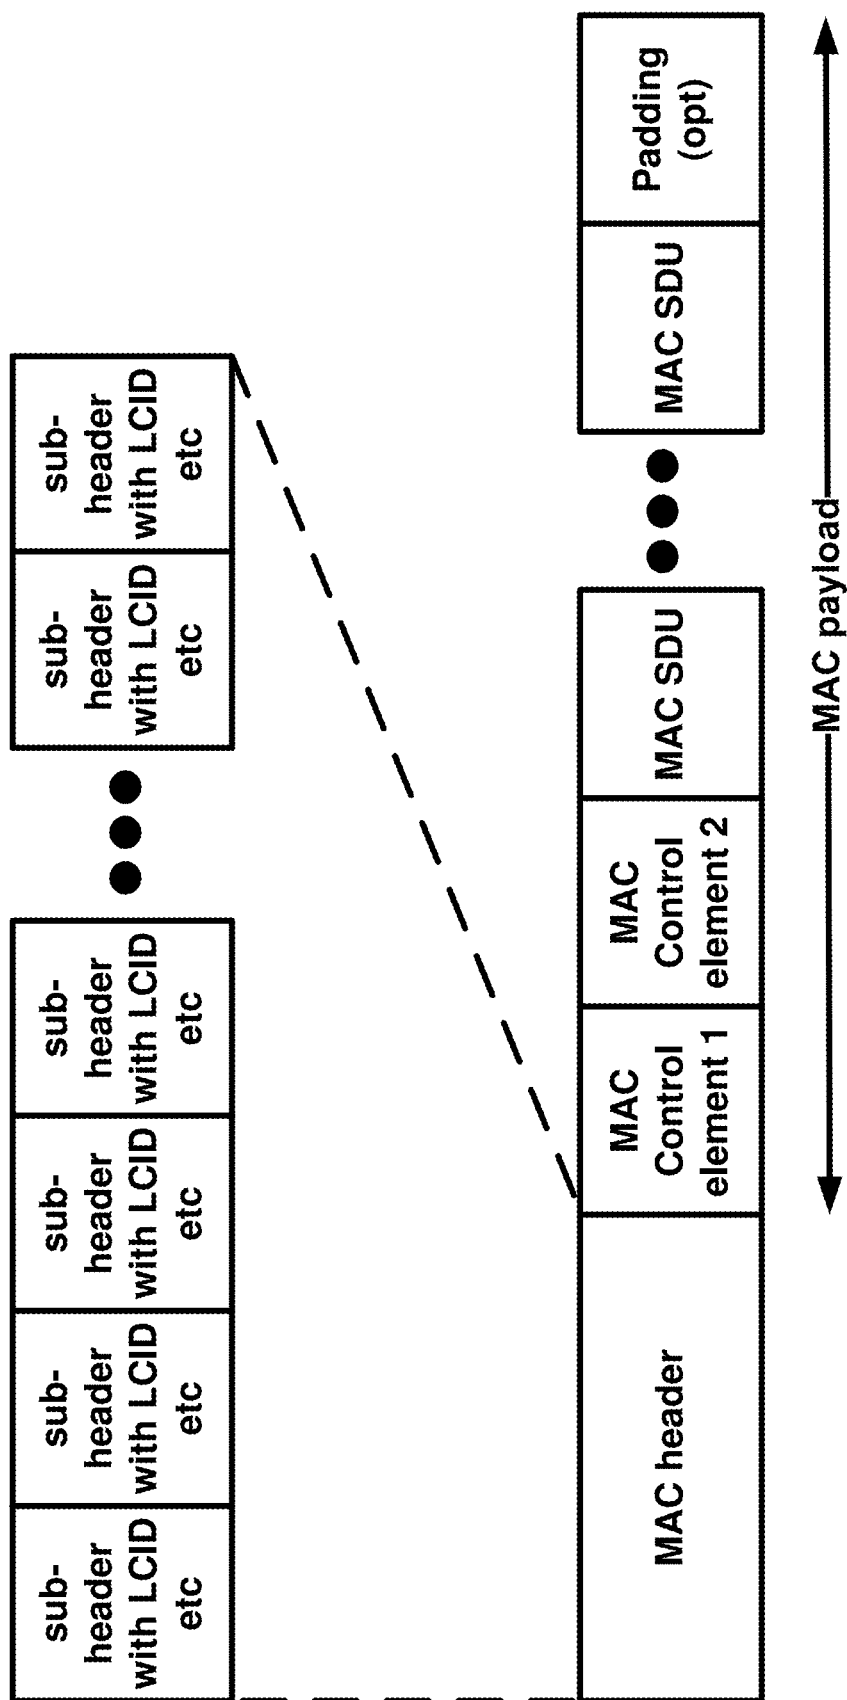 sub-
header
with LCID
etc
sub-
header
with LCID
etc
sub-
header
with LCID
etc
sub-
header
with LCID
etc
sub-
header
with LCID
etc
sub-
header
with LCID
etc
MAC header
MAC
Control
element 1
MAC
Control
element 2
MAC SDU
MAC SDU
Padding
(opt)
MAC payload